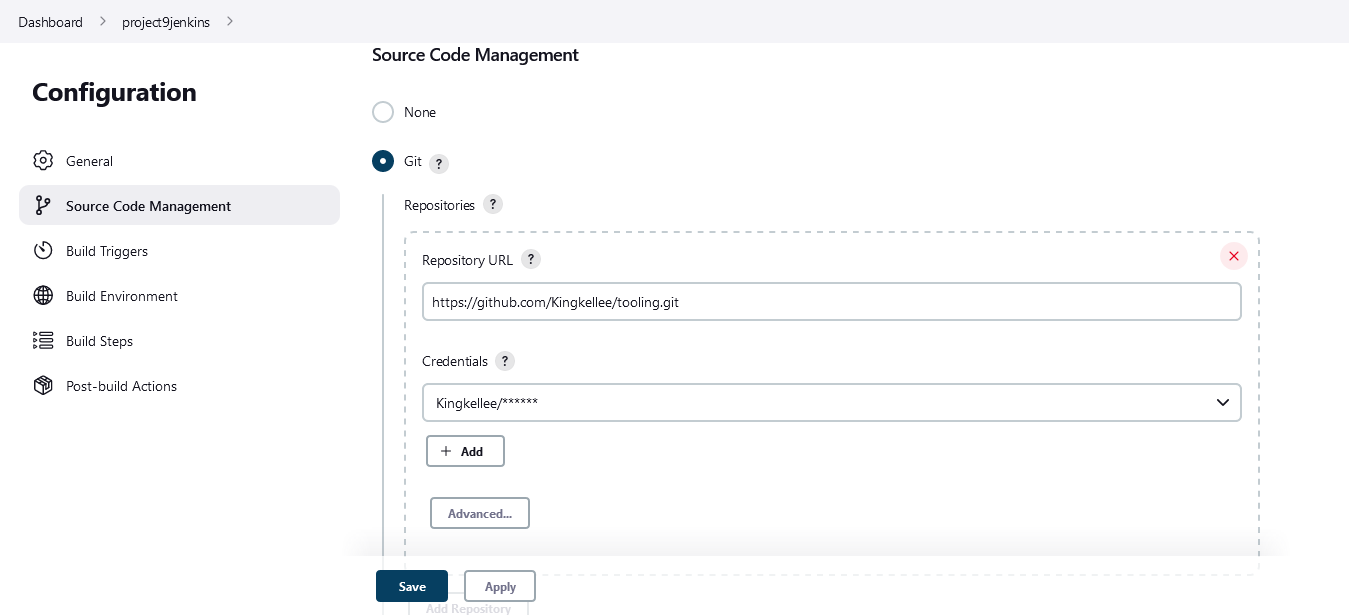 Dashboard > project9jenkins >
Source Code Management
Configuration
None
General
Git ?
Source Code Management
Repositories ?
Build Triggers
Repository URL ?
Build Environment
https://github.com/Kingkellee/tooling.git
Build Steps
Credentials ?
Post-build Actions
Kingkellee/******
+ Add
Advanced...
Save
Apply
Add Repository